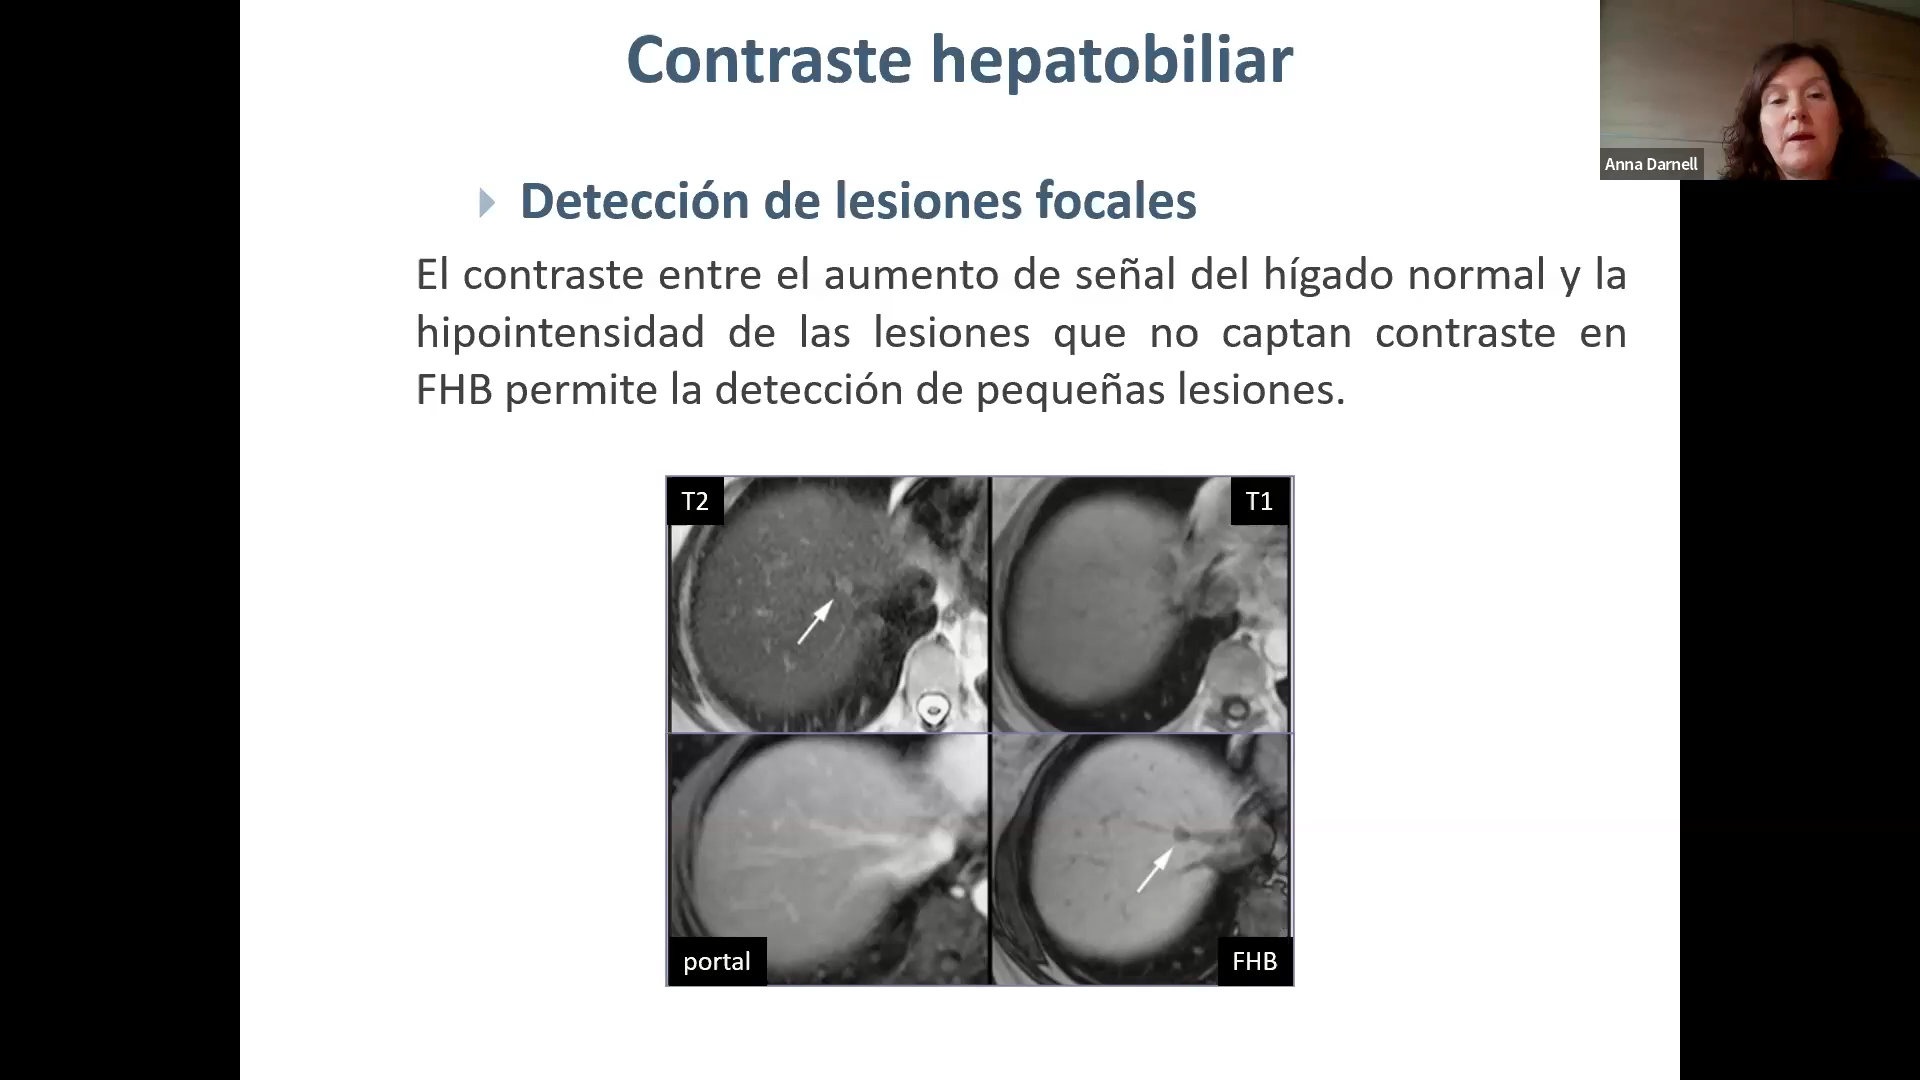 Contraste hepatobiliar
Anna Darnell
Detección de lesiones focales
El contraste entre el aumento de señal del hígado normal y la
hipointensidad de las lesiones que no captan contraste en
FHB permite la detección de pequeñas lesiones.
T2
T1
portal
FHB